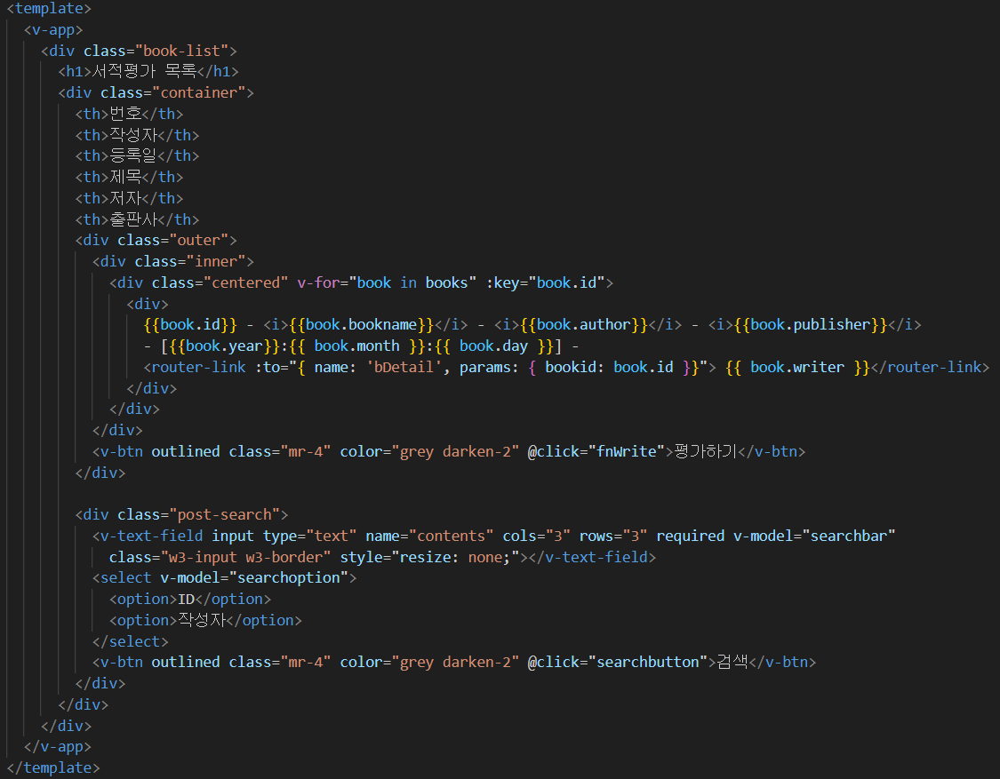 <template>
<v-app>
<div class="book-list">
<h1>서적평가 목록</h1>
<div class="container">
<th>번호</th>
<th>작성자</th>
<th>등록일</th>
<th>제목</th>
<th>저자</th>
<th>출판사</th>
<div class="outer">
<div class="inner">
<div class="centered" v-for="book in books" :key="book.id">
<div>
{{book.id}} - <i>{{book.bookname}}</i> - <i>{{book.author}}</i> - <i>{{book.publisher}}</i>
- [{{book.year}}:{{ book.month }}:{{ book.day }}] -
<router-link :to="{ name: 'bDetail', params: { bookid: book.id }}"> {{ book.writer }}</router-link>
</div>
</div>
</div>
<v-btn outlined class="mr-4" color="grey darken-2" @click="fnWrite">평가하기</v-btn>
</div>
<div class="post-search">
<v-text-field input type="text" name="contents" cols="3" rows="3" required v-model="searchbar"
class="w3-input w3-border" style="resize: none;"></v-text-field>
<select v-model="searchoption">
<option>ID</option>
<option>작성자</option>
</select>
<v-btn outlined class="mr-4" color="grey darken-2" @click="searchbutton">검색</v-btn>
</div>
</div>
</div>
</v-app>
</template>